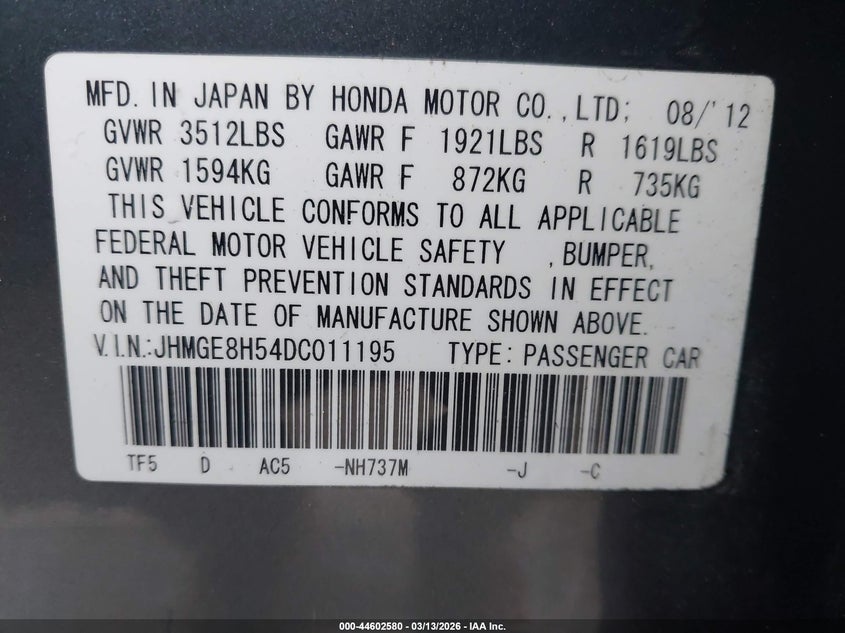 MFD. IN JAPAN BY HONDA MOTOR CO., LTD; 08/'12
GVWR 3512LBS GAWR F 1921LBS R 1619LBS
GVWR 1594KG GAWR F 872KG R 735KG
THIS VEHICLE CONFORMS TO ALL APPLICABLE
FEDERAL MOTOR VEHICLE SAFETY , BUMPER,
AND THEFT PREVENTION STANDARDS IN EFFECT
ON THE DATE OF MANUFACTURE SHOWN ABOVE.
V.I.N.: JHMGE8H54DC011195 TYPE: PASSENGER CAR
TF5 D AC5 -NH737M -J -C
000-44602580 - 03/13/2026 - IAA Inc.